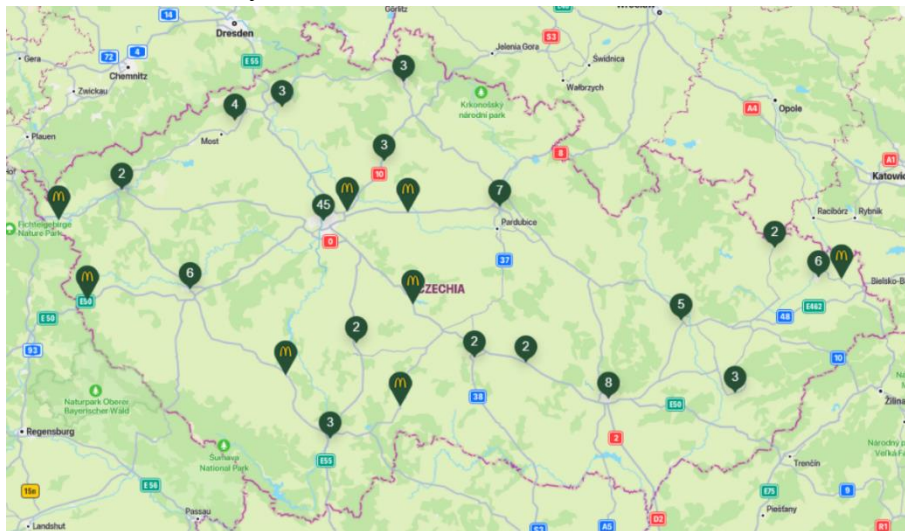 Görlitz
14
Dresden
S3
Jelenia Góra
Gera
72
4
E 55
Chemnitz
Świdnica
Zwickau
Wałbrzych
3
3
4
Krkonošský
národní park
A4
Opole
Plauen
Most
8
3
10
A1
Katowic
2
7
45
Pardubice
Racibórz
Rybnik
Fichtelgebirge
Nature Park
0
2
37
6
6
Bielsko-B
E50
CZECHIA
E 50
5
E462
48
93
2
2
2
10
Naturpark Oberer
Bayerischer Wald
8
3
38
E50
Žilina
3
Regensburg
2
Šumava
National Park
E55
Trenčín
15n
E 56
E75
9
Passau
Piešťany
Landshut
S3
A5
D2
R1